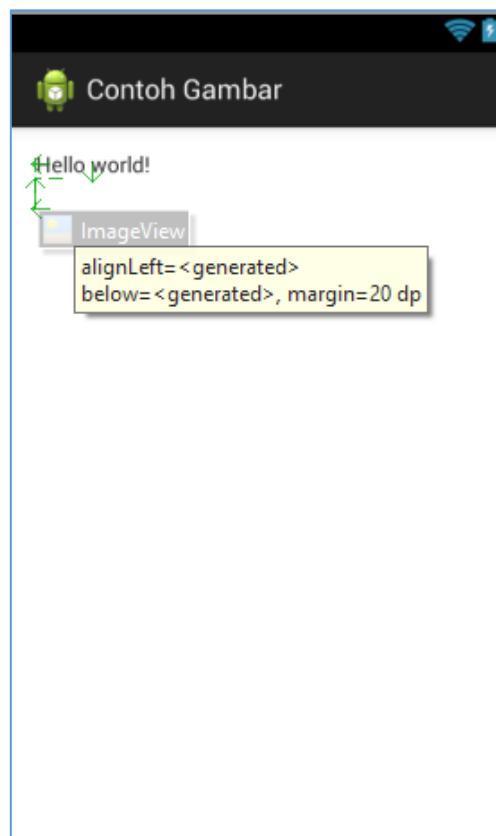 Contoh Gambar
Hello world!
ImageView
alignLeft=<generated>
below=<generated>, margin=20 dp